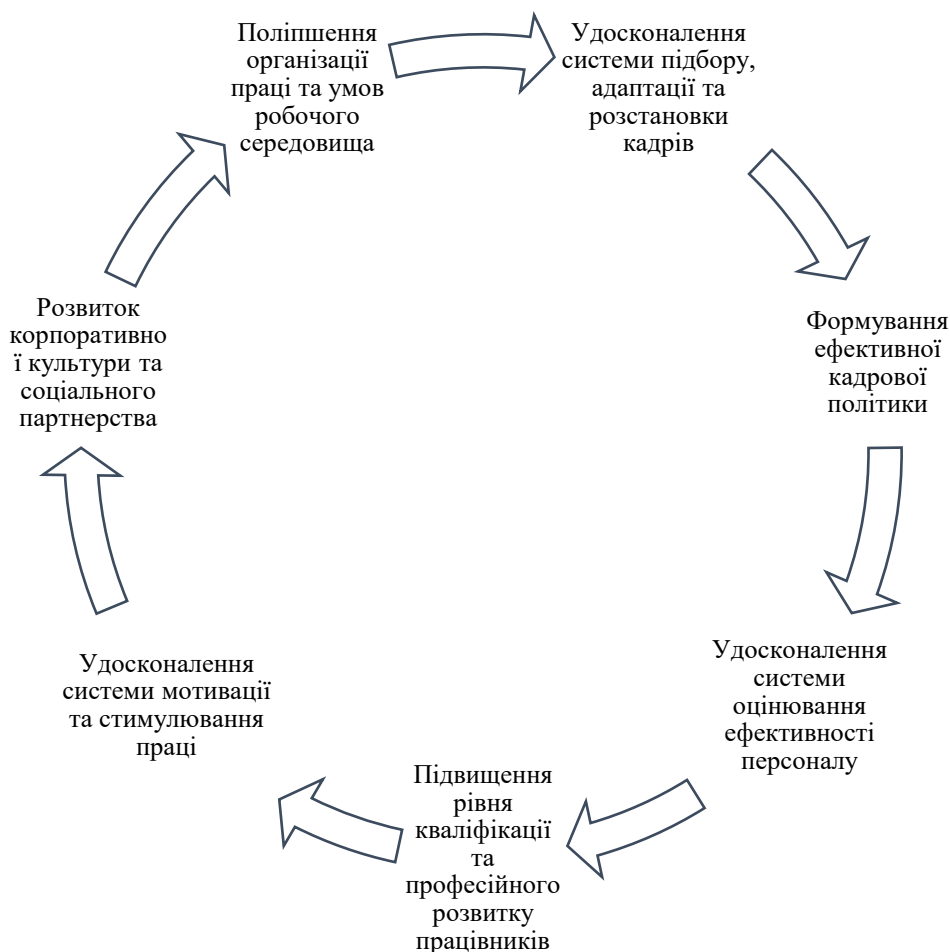 Поліпшення
організації
праці та умов
робочого
середовища
Удосконалення
системи підбору,
адаптації та
розстановки
кадрів
Формування
ефективної
кадрової
політики
Удосконалення
системи
оцінювання
ефективності
персоналу
Підвищення
рівня
кваліфікації
та
професійного
розвитку
працівників
Удосконалення
системи мотивації
та стимулювання
праці
Розвиток
корпоративно
ї культури та
соціального
партнерства